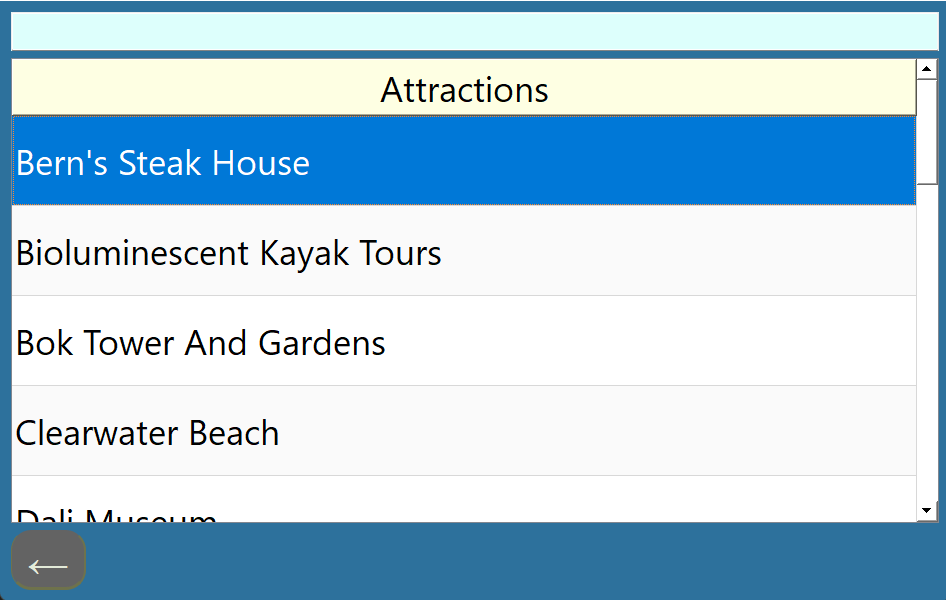 Attractions
Bern's Steak House
Bioluminescent Kayak Tours
Bok Tower And Gardens
Clearwater Beach
Dali Museum